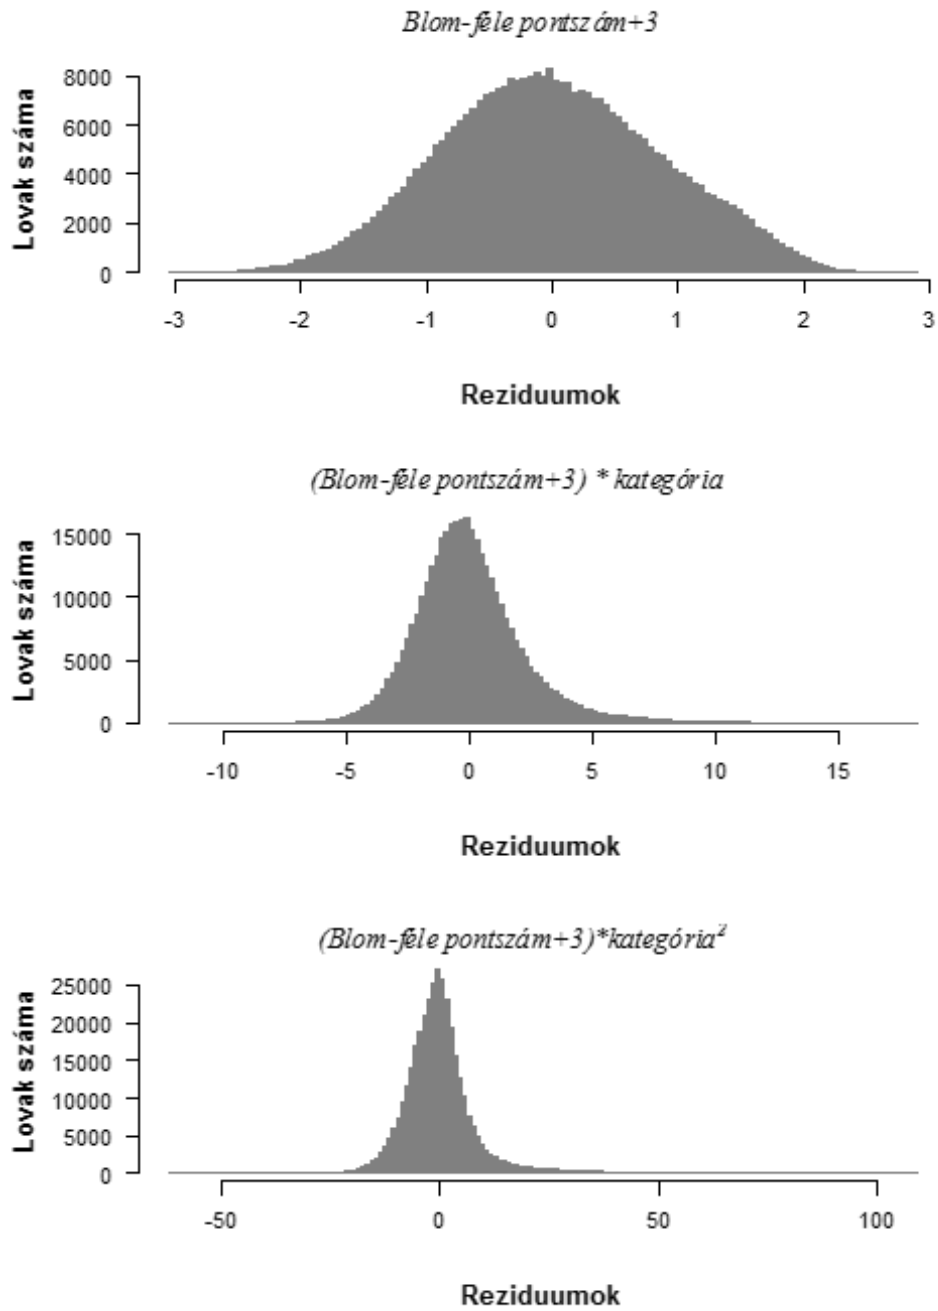 Blom-féle pontszám+3
Lovak száma
8000
6000
4000
2000
0
-3 -2 -1 0 1 2 3
Reziduumok
(Blom-féle pontszám+3) * kategória
Lovak száma
15000
10000
5000
0
-10 -5 0 5 10 15
Reziduumok
(Blom-féle pontszám+3)*kategória²
Lovak száma
25000
20000
15000
10000
5000
0
-50 0 50 100
Reziduumok